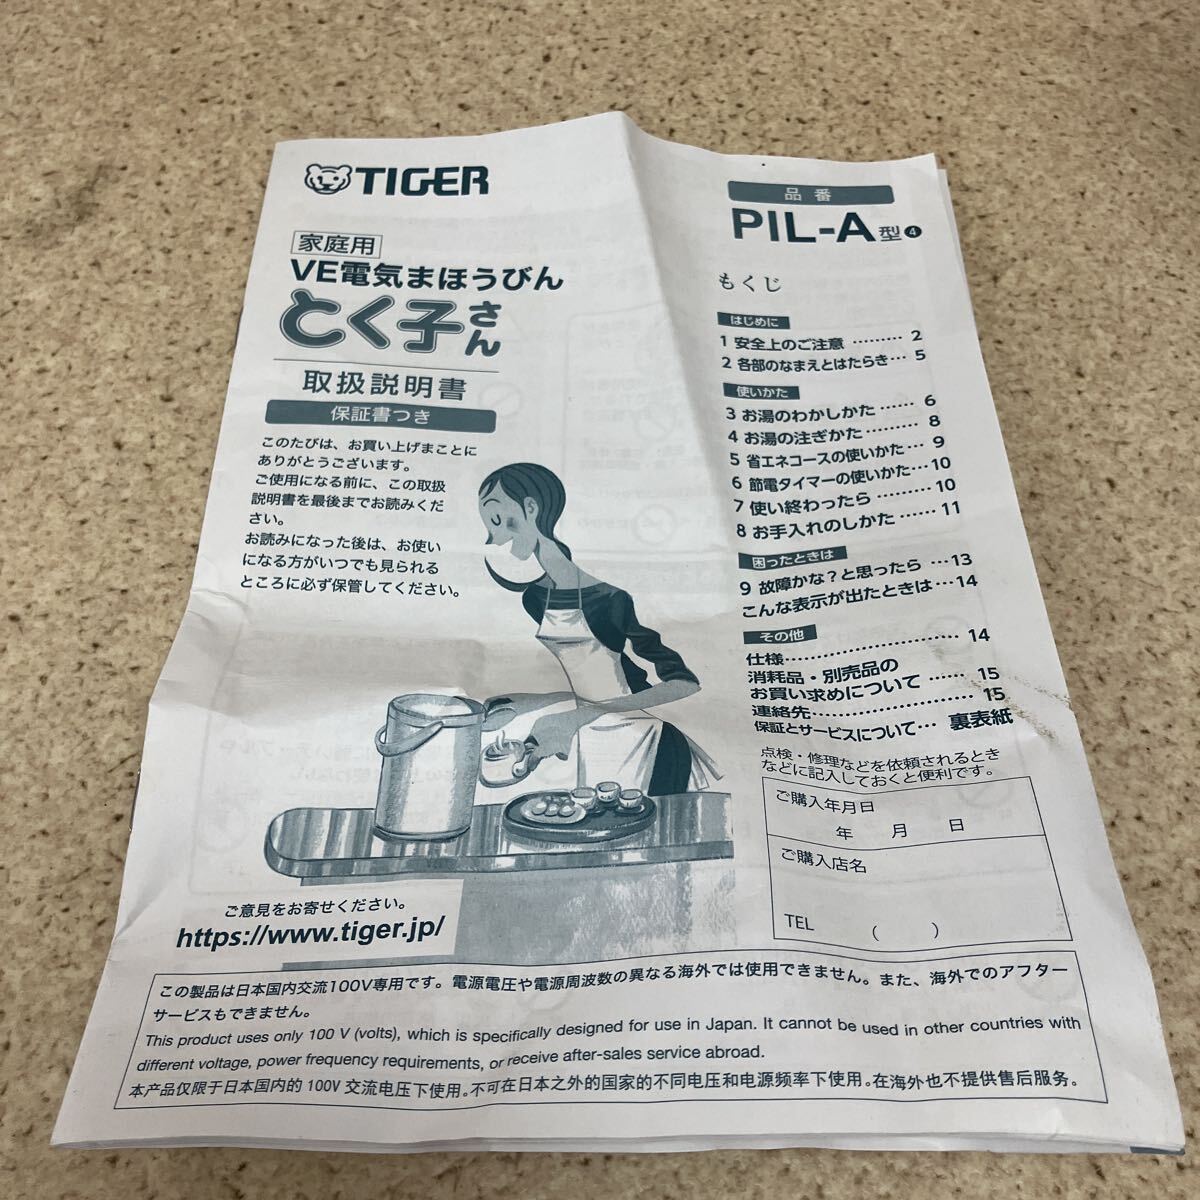 TIGER
家庭用
VE電気まほうびん
とく子さん
取扱説明書
保証書つき
このたびは、お買い上げまことに
ありがとうございます。
ご使用になる前に、この取扱
説明書を最後までお読みくだ
さい。
お読みになった後は、お使い
になる方がいつでも見られる
ところに必ず保管してください。
ご意見をお寄せください。
https://www.tiger.jp/
品番
PIL-A型❹
もくじ
はじめに
1 安全上のご注意 ……… 2
2 各部のなまえとはたらき… 5
使いかた
3 お湯のわかしかた …… 6
4 お湯の注ぎかた ……… 8
5 省エネコースの使いかた… 9
6 節電タイマーの使いかた…10
7 使い終わったら ……… 10
8 お手入れのしかた …… 11
困ったときは
9 故障かな？と思ったら …13
こんな表示が出たときは …14
その他
仕様………………………… 14
消耗品・別売品の
お買い求めについて …… 15
連絡先……………………… 15
保証とサービスについて… 裏表紙
点検・修理などを依頼されるとき
などに記入しておくと便利です。
ご購入年月日
年 月 日
ご購入店名
TEL ( )
この製品は日本国内交流100V専用です。電源電圧や電源周波数の異なる海外では使用できません。また、海外でのアフター
サービスもできません。
This product uses only 100 V (volts), which is specifically designed for use in Japan. It cannot be used in other countries with
different voltage, power frequency requirements, or receive after-sales service abroad.
本产品仅限于日本国内的 100V 交流电压下使用。不可在日本之外的国家的不同电压和电源频率下使用。在海外也不提供售后服务。